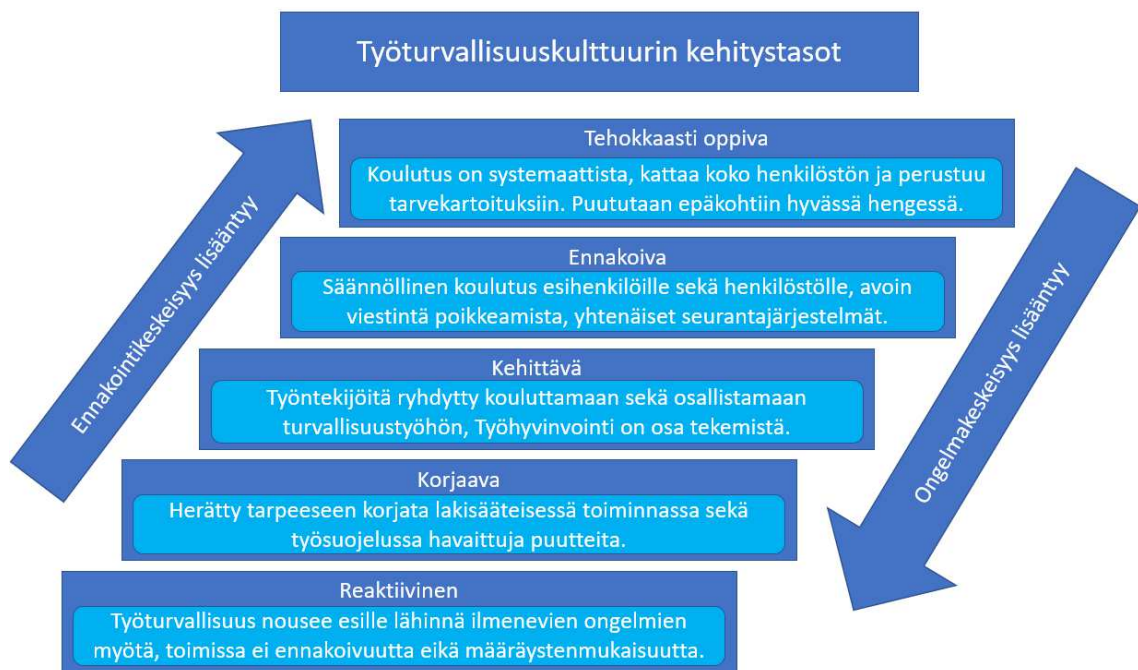 Työturvallisuuskulttuurin kehitystasot
Ennakointikeskeisyys lisääntyy
Tehokkaasti oppiva
Koulutus on systemaattista, kattaa koko henkilöstön ja perustuu
tarvekartoituksiin. Puututaan epäkohtiin hyvässä hengessä.
Ennakoiva
Säännöllinen koulutus esihenkilöille sekä henkilöstölle, avoin
viestintä poikkeamista, yhtenäiset seurantajärjestelmät.
Kehittävä
Työntekijöitä ryhdytty kouluttamaan sekä osallistamaan
turvallisuustyöhön, Työhyvinvointi on osa tekemistä.
Korjaava
Herätty tarpeeseen korjata lakisääteisessä toiminnassa sekä
työsuojelussa havaittuja puutteita.
Reaktiivinen
Työturvallisuus nousee esille lähinnä ilmenevien ongelmien
myötä, toimissa ei ennakoivuutta eikä määräystenmukaisuutta.
Ongelmakeskeisyys lisääntyy